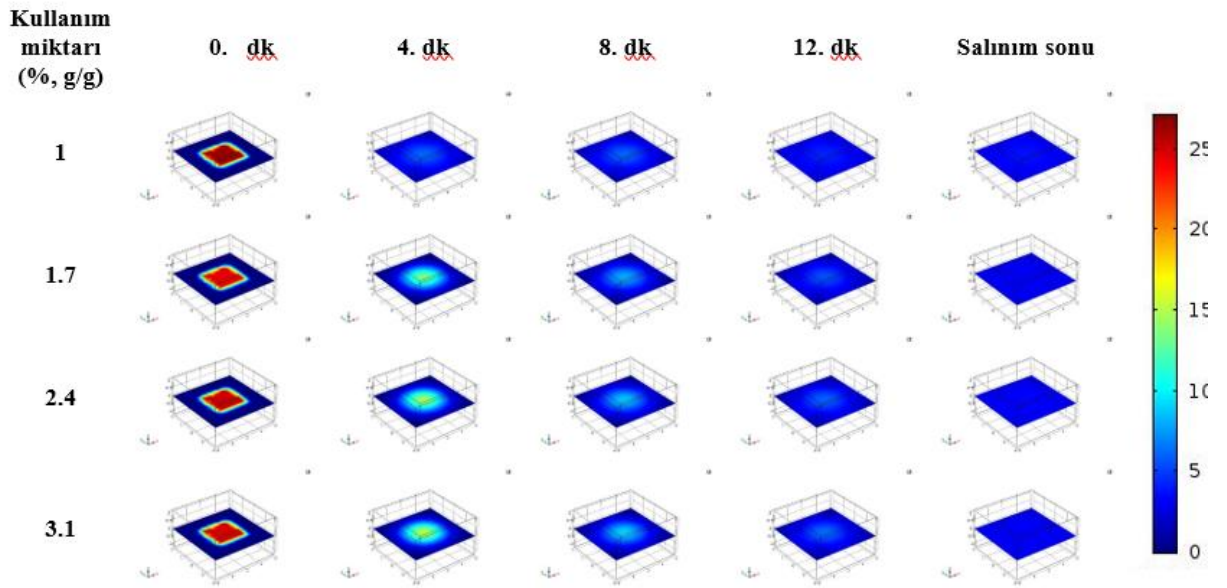 Kullanım
miktarı
(%, g/g)
0. dk
4. dk
8. dk
12. dk
Salınım sonu
1
1.7
2.4
3.1
25
20
15
10
5
0